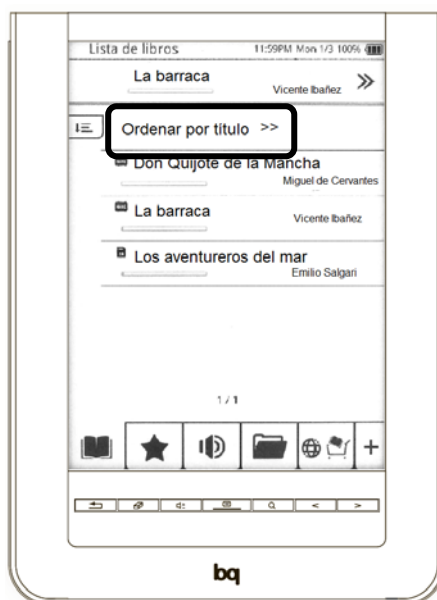 Lista de libros 11:59PM Mon 1/3 100%
La barraca
Vicente Ibañez >>
Ordenar por título >>
Don Quijote de la Mancha
Miguel de Cervantes
La barraca
Vicente Ibañez
Los aventureros del mar
Emilio Salgari
1 / 1
+
< >
bq